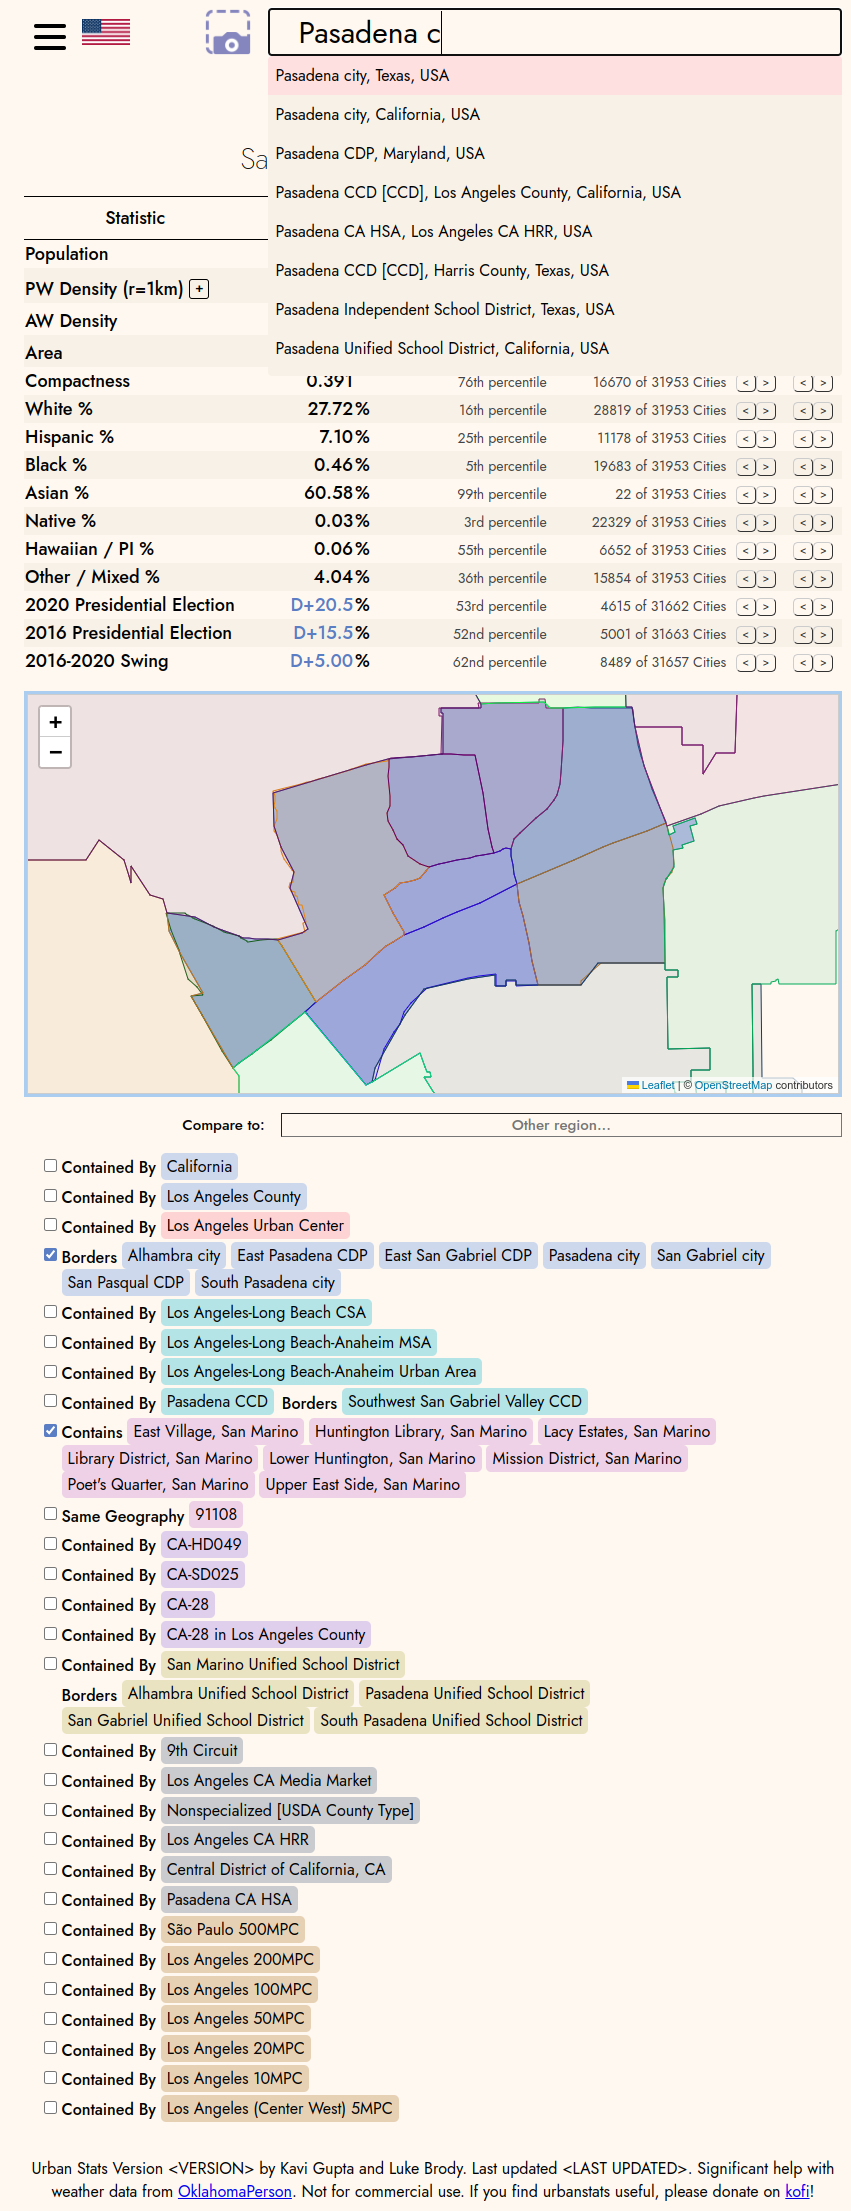 Pasadena c
Pasadena city, Texas, USA
Pasadena city, California, USA
Pasadena CDP, Maryland, USA
Sa
Pasadena CCD [CCD], Los Angeles County, California, USA
Statistic
Pasadena CA HSA, Los Angeles CA HRR, USA
Population
Pasadena CCD [CCD], Harris County, Texas, USA
PW Density (r=1km) +
Pasadena Independent School District, Texas, USA
AW Density
Pasadena Unified School District, California, USA
Area
Compactness 0.391 76th percentile 16670 of 31953 Cities < > < >
White % 27.72% 16th percentile 28819 of 31953 Cities < > < >
Hispanic % 7.10% 25th percentile 11178 of 31953 Cities < > < >
Black % 0.46% 5th percentile 19683 of 31953 Cities < > < >
Asian % 60.58% 99th percentile 22 of 31953 Cities < > < >
Native % 0.03% 3rd percentile 22329 of 31953 Cities < > < >
Hawaiian / PI % 0.06% 55th percentile 6652 of 31953 Cities < > < >
Other / Mixed % 4.04% 36th percentile 15854 of 31953 Cities < > < >
2020 Presidential Election D+20.5% 53rd percentile 4615 of 31662 Cities < > < >
2016 Presidential Election D+15.5% 52nd percentile 5001 of 31663 Cities < > < >
2016-2020 Swing D+5.00% 62nd percentile 8489 of 31657 Cities < > < >
+
−
Leaflet | © OpenStreetMap contributors
Compare to: Other region...
Contained By California
Contained By Los Angeles County
Contained By Los Angeles Urban Center
Borders Alhambra city East Pasadena CDP East San Gabriel CDP Pasadena city San Gabriel city
San Pasqual CDP South Pasadena city
Contained By Los Angeles-Long Beach CSA
Contained By Los Angeles-Long Beach-Anaheim MSA
Contained By Los Angeles-Long Beach-Anaheim Urban Area
Contained By Pasadena CCD Borders Southwest San Gabriel Valley CCD
Contains East Village, San Marino Huntington Library, San Marino Lacy Estates, San Marino
Library District, San Marino Lower Huntington, San Marino Mission District, San Marino
Poet's Quarter, San Marino Upper East Side, San Marino
Same Geography 91108
Contained By CA-HD049
Contained By CA-SD025
Contained By CA-28
Contained By CA-28 in Los Angeles County
Contained By San Marino Unified School District
Borders Alhambra Unified School District Pasadena Unified School District
San Gabriel Unified School District South Pasadena Unified School District
Contained By 9th Circuit
Contained By Los Angeles CA Media Market
Contained By Nonspecialized [USDA County Type]
Contained By Los Angeles CA HRR
Contained By Central District of California, CA
Contained By Pasadena CA HSA
Contained By São Paulo 500MPC
Contained By Los Angeles 200MPC
Contained By Los Angeles 100MPC
Contained By Los Angeles 50MPC
Contained By Los Angeles 20MPC
Contained By Los Angeles 10MPC
Contained By Los Angeles (Center West) 5MPC
Urban Stats Version <VERSION> by Kavi Gupta and Luke Brody. Last updated <LAST UPDATED>. Significant help with
weather data from OklahomaPerson. Not for commercial use. If you find urbanstats useful, please donate on kofi!